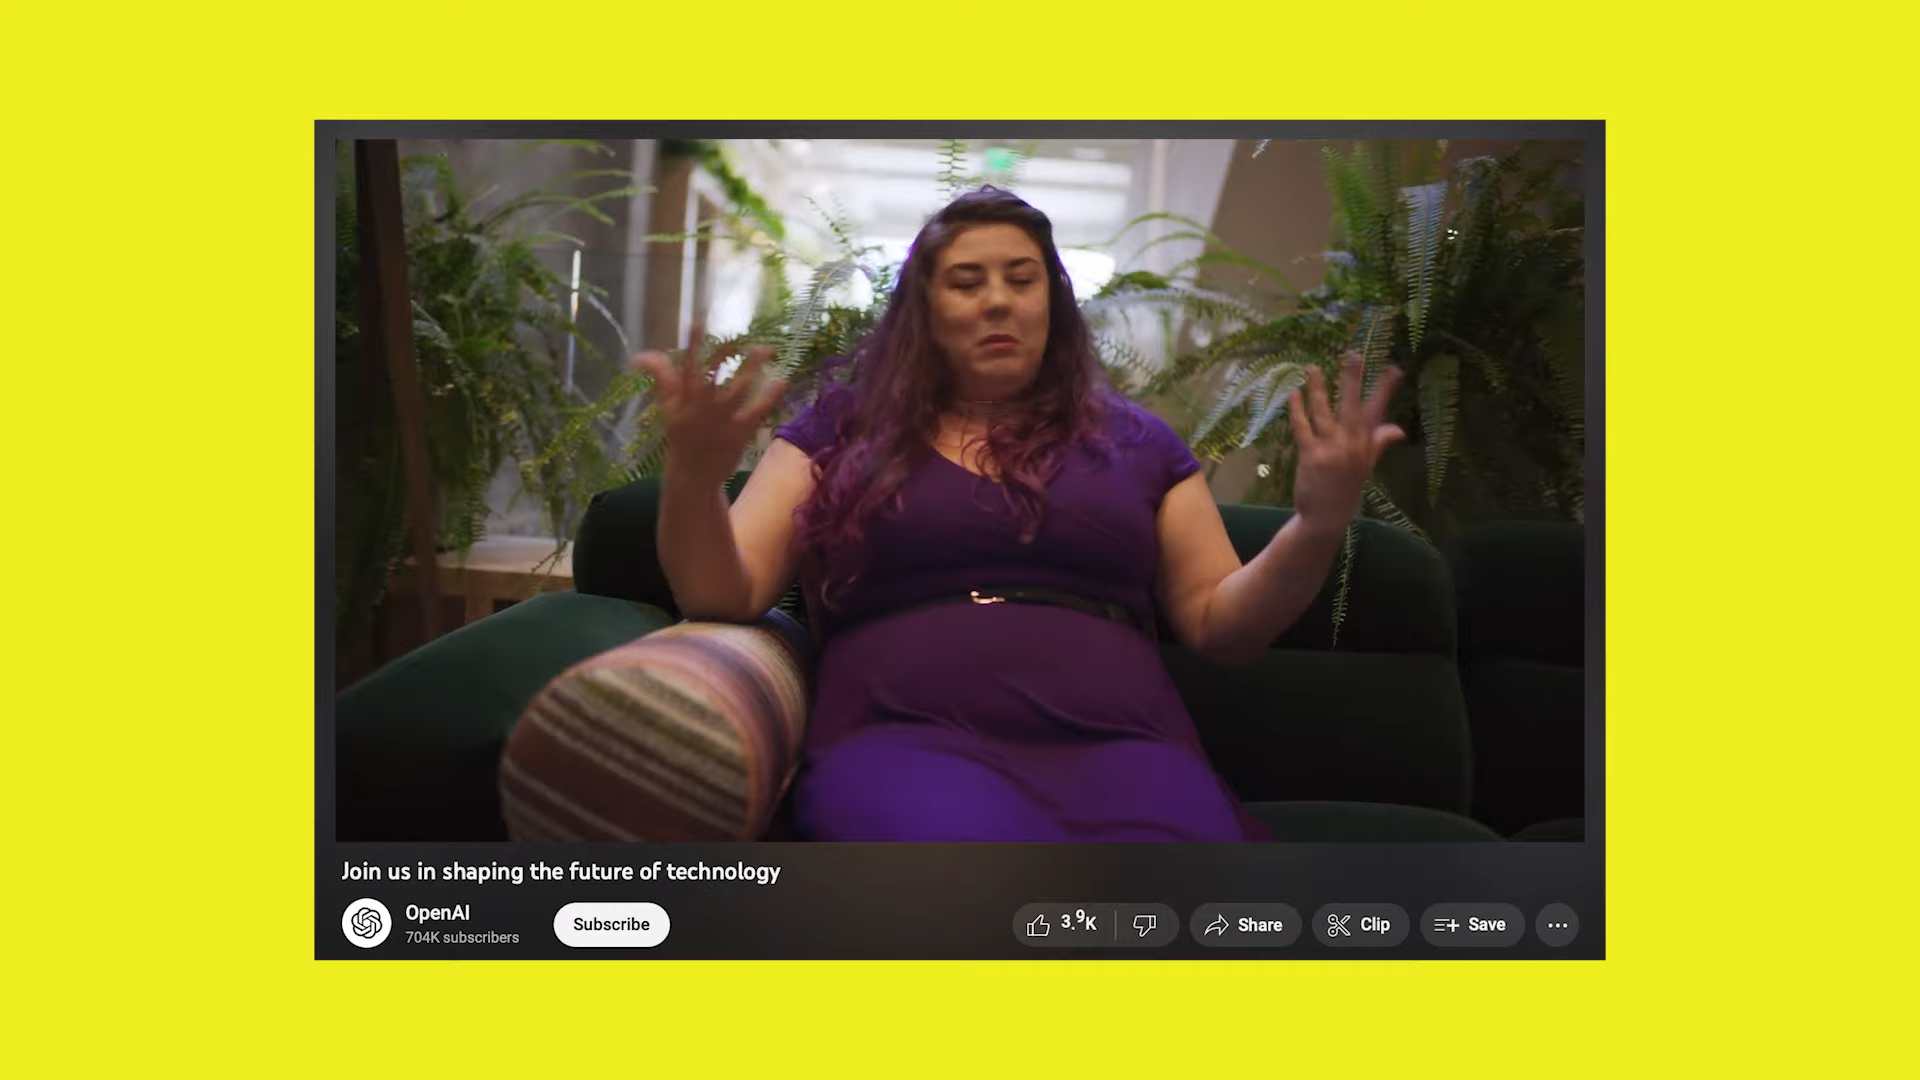 Join us in shaping the future of technology
OpenAI
704K subscribers
Subscribe
3.9K
Share
Clip
Save